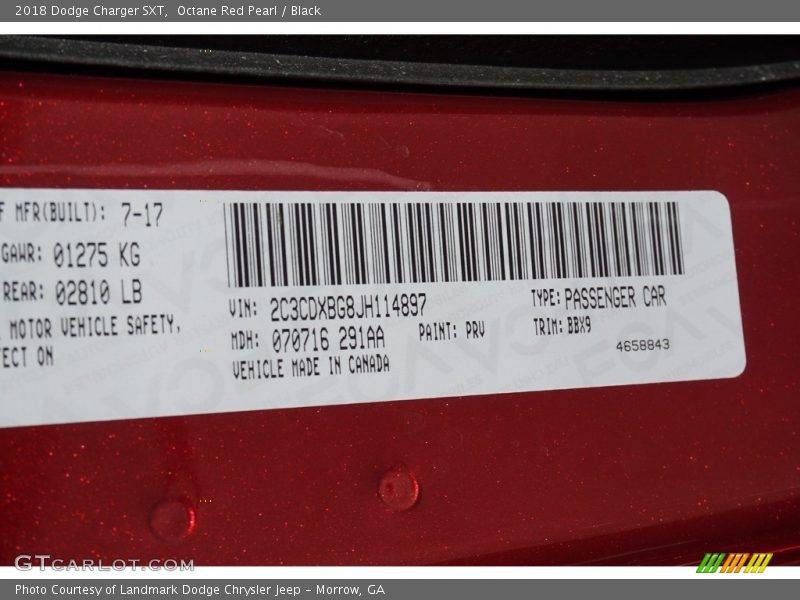 2018 Dodge Charger SXT,  Octane Red Pearl / Black
F MFR(BUILT): 7-17
GAWR: 01275 KG
REAR: 02810 LB
MOTOR VEHICLE SAFETY,
ECT ON
VIN: 2C3CDXBG8JH114897
TYPE: PASSENGER CAR
MDH: 070716 291AA
PAINT: PRV
TRIM: BBX9
VEHICLE MADE IN CANADA
4658843
GTCARLOT.COM
Photo Courtesy of Landmark Dodge Chrysler Jeep – Morrow, GA